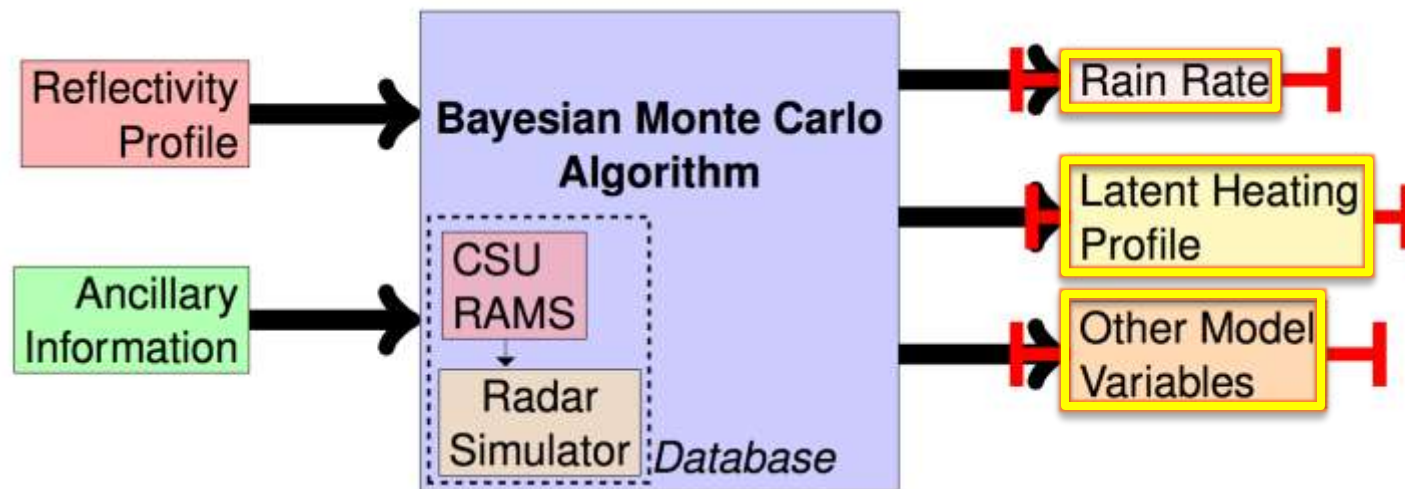 Reflectivity
Profile
Ancillary
Information
Bayesian Monte Carlo
Algorithm
CSU
RAMS
Radar
Simulator
Database
Rain Rate
Latent Heating
Profile
Other Model
Variables